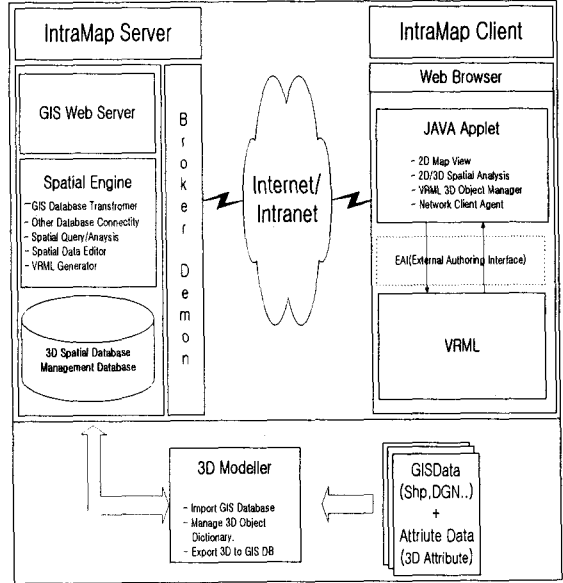 IntraMap Server
GIS Web Server
Spatial Engine
- GIS Database Transfromer
- Other Database Connectity
- Spatial Query/Anaysis
- Spatial Data Editor
- VRML Generator
3D Spatial Database
Management Database
Broker Demon
Internet/
Intranet
IntraMap Client
Web Browser
JAVA Applet
- 2D Map View
- 2D/3D Spatial Analysis
- VRML 3D Object Manager
- Network Client Agent
EAI(External Authoring Interface)
VRML
3D Modeller
- Import GIS Database
- Manage 3D Object
Dictionary.
- Export 3D to GIS DB
GISData
(Shp,DGN..)
+
Attriute Data
(3D Attribute)